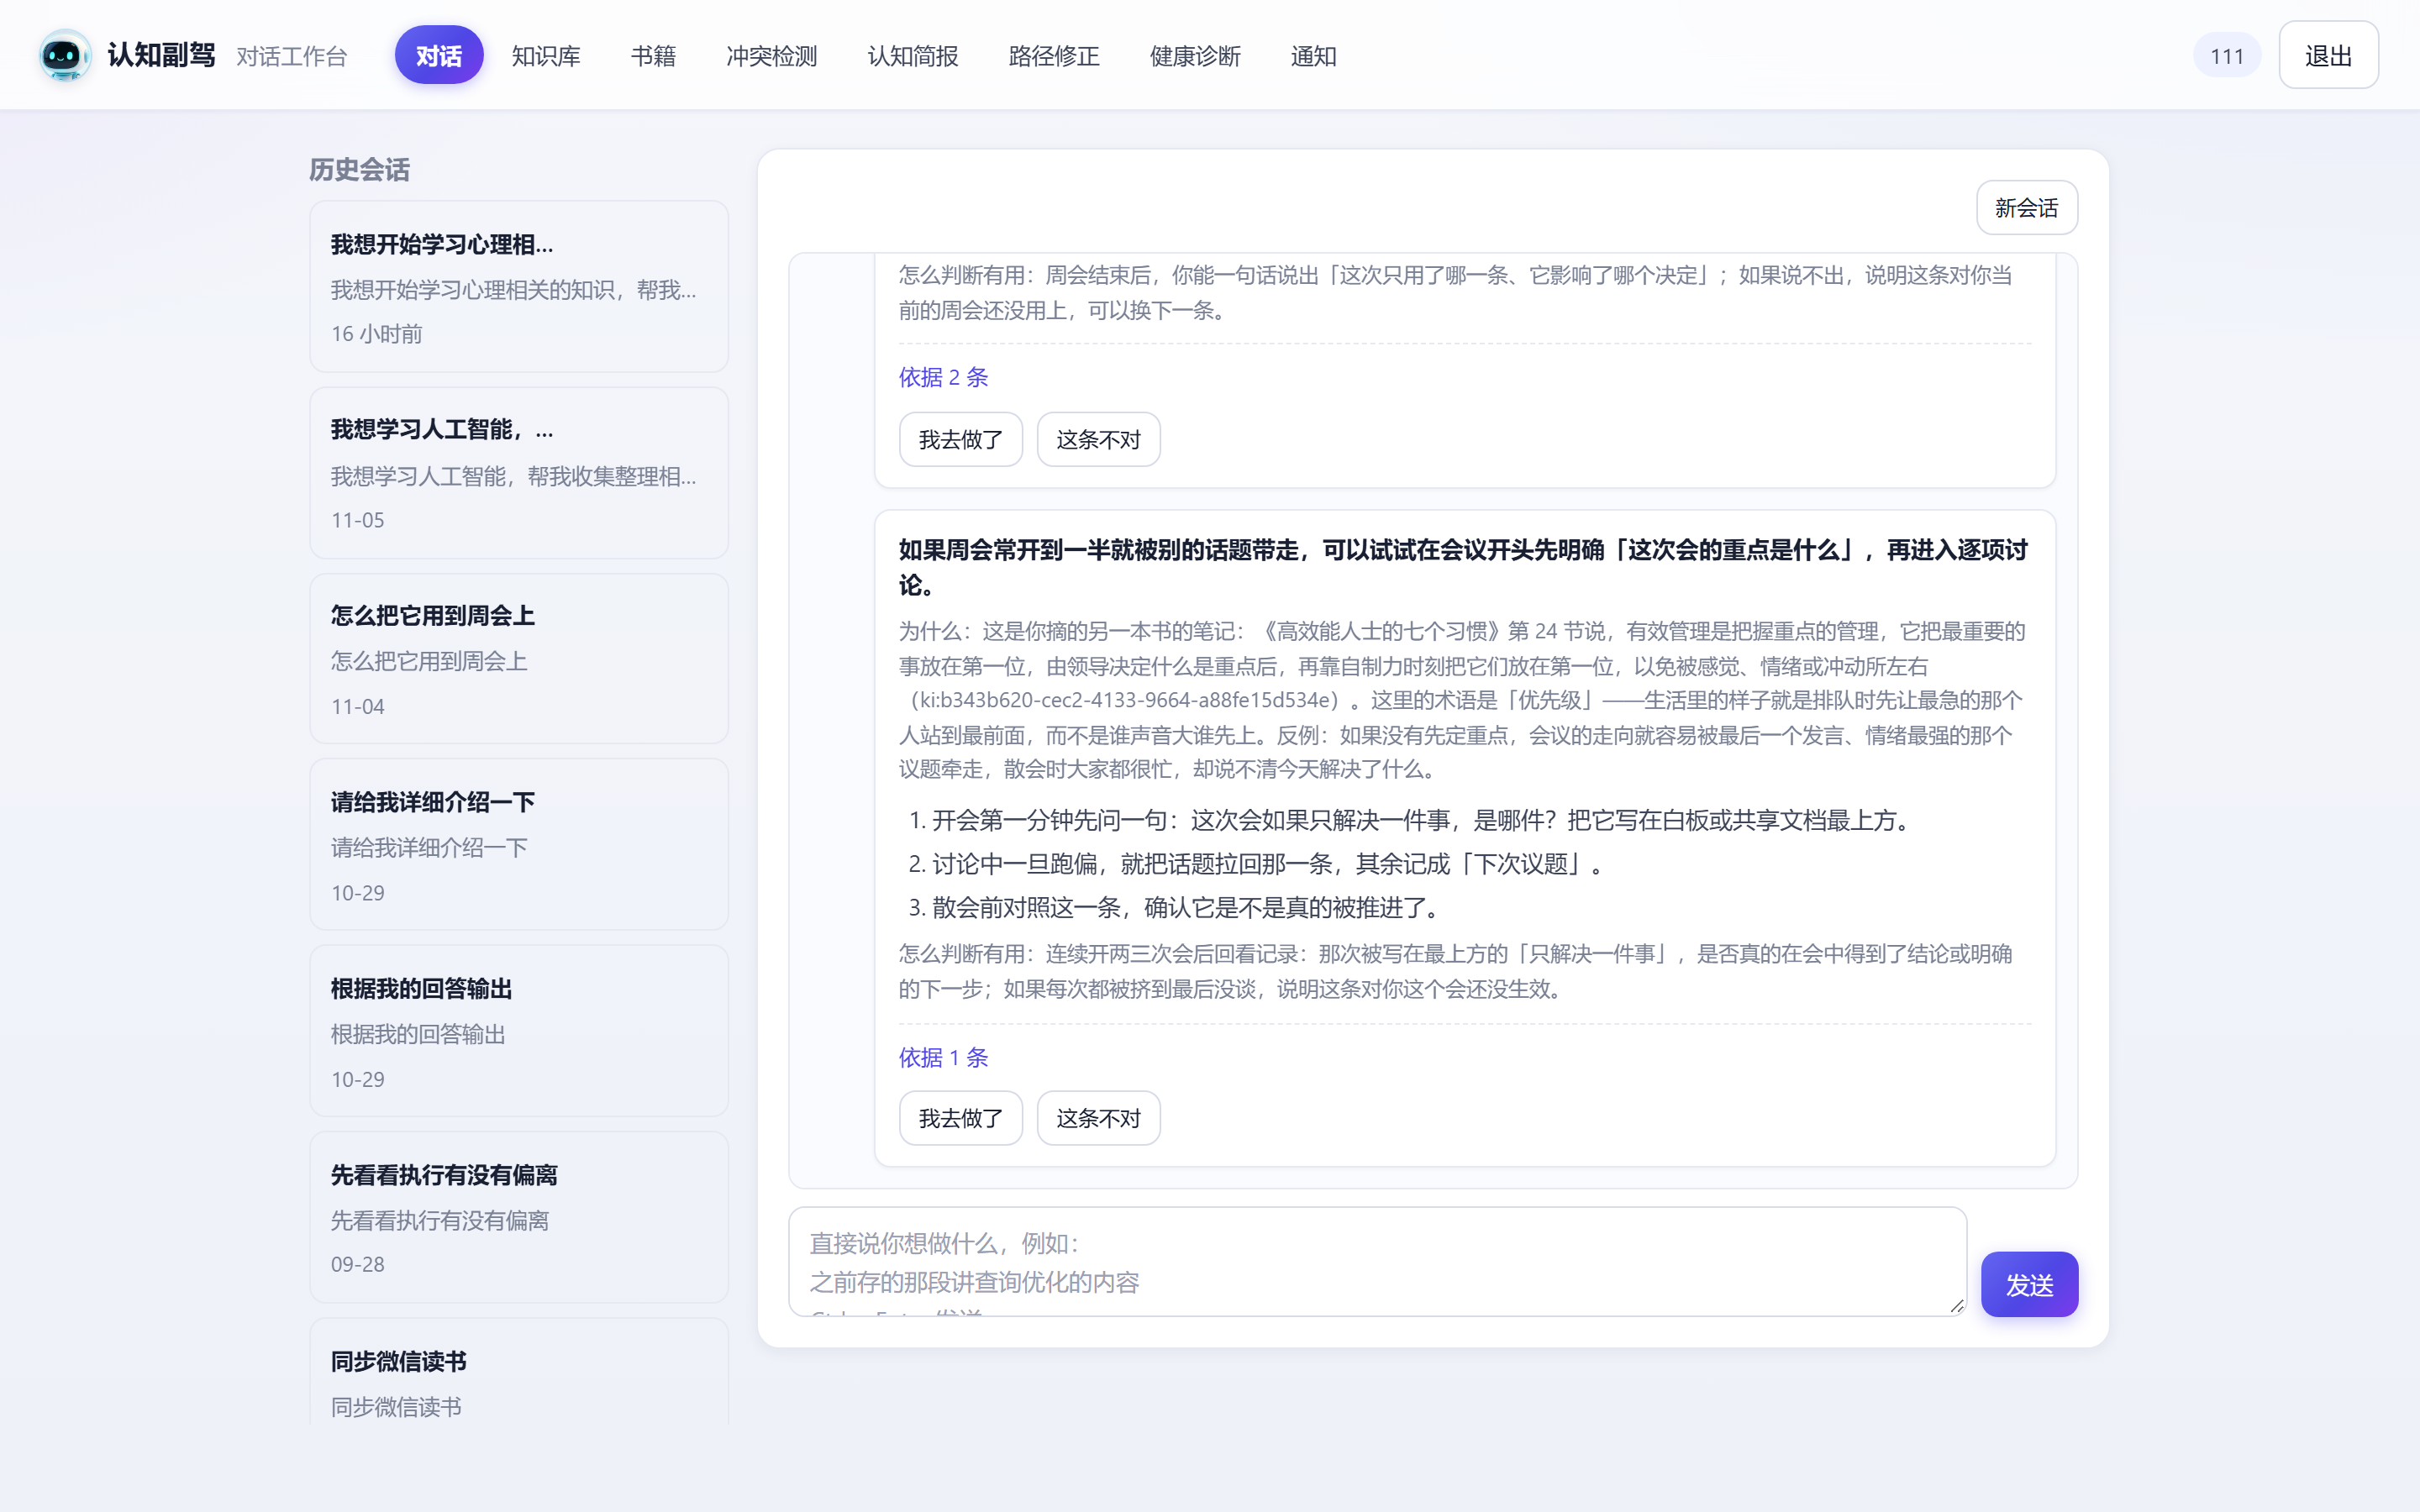 认知副驾 对话工作台 对话 知识库 书籍 冲突检测 认知简报 路径修正 健康诊断 通知 111 退出
历史会话
我想开始学习心理相...
我想开始学习心理相关的知识，帮我...
16 小时前
我想学习人工智能，...
我想学习人工智能，帮我收集整理相...
11-05
怎么把它用到周会上
怎么把它用到周会上
11-04
请给我详细介绍一下
请给我详细介绍一下
10-29
根据我的回答输出
根据我的回答输出
10-29
先看看执行有没有偏离
先看看执行有没有偏离
09-28
同步微信读书
同步微信读书
新会话
怎么判断有用：周会结束后，你能一句话说出「这次只用了哪一条、它影响了哪个决定」；如果说不出，说明这条对你当
前的周会还没用上，可以换下一条。
依据 2 条
我去做了 这条不对
如果周会常开到一半就被别的话题带走，可以试试在会议开头先明确「这次会的重点是什么」，再进入逐项讨
论。
为什么：这是你摘的另一本书的笔记：《高效能人士的七个习惯》第 24 节说，有效管理是把握重点的管理，它把最重要的
事放在第一位，由领导决定什么是重点后，再靠自制力时刻把它们放在第一位，以免被感觉、情绪或冲动所左右
（ki:b343b620-cec2-4133-9664-a88fe15d534e）。这里的术语是「优先级」——生活里的样子就是排队时先让最急的那个
人站到最前面，而不是谁声音大谁先上。反例：如果没有先定重点，会议的走向就容易被最后一个发言、情绪最强的那个
议题牵走，散会时大家都很忙，却说不清今天解决了什么。
1. 开会第一分钟先问一句：这次会如果只解决一件事，是哪件？把它写在白板或共享文档最上方。
2. 讨论中一旦跑偏，就把话题拉回那一条，其余记成「下次议题」。
3. 散会前对照这一条，确认它是不是真的被推进了。
怎么判断有用：连续开两三次会后回看记录：那次被写在最上方的「只解决一件事」，是否真的在会中得到了结论或明确
的下一步；如果每次都被挤到最后没谈，说明这条对你这个会还没生效。
依据 1 条
我去做了 这条不对
直接说你想做什么，例如：
之前存的那段讲查询优化的内容
发送